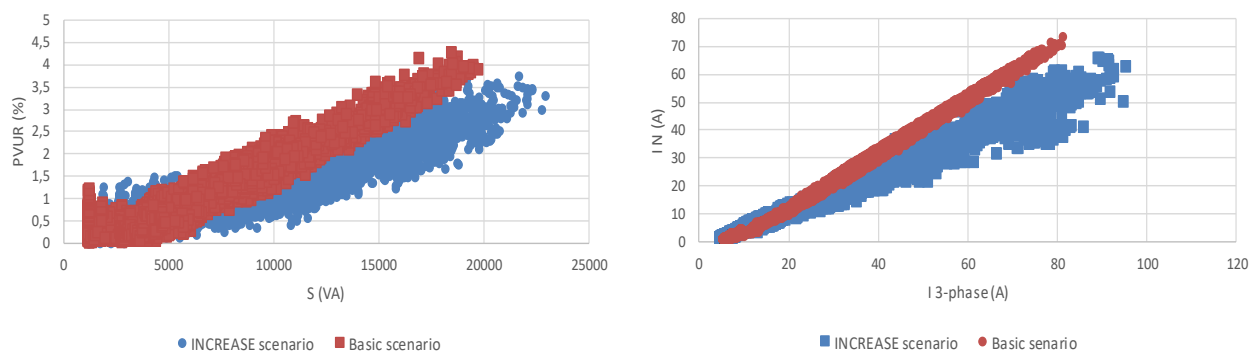 PVUR (%)
5
4,5
4
3,5
3
2,5
2
1,5
1
0,5
0
0 5000 10000 15000 20000 25000
S (VA)
INCREASE scenario Basic scenario
I N (A)
80
70
60
50
40
30
20
10
0
0 20 40 60 80 100 120
I 3-phase (A)
INCREASE scenario Basic senario